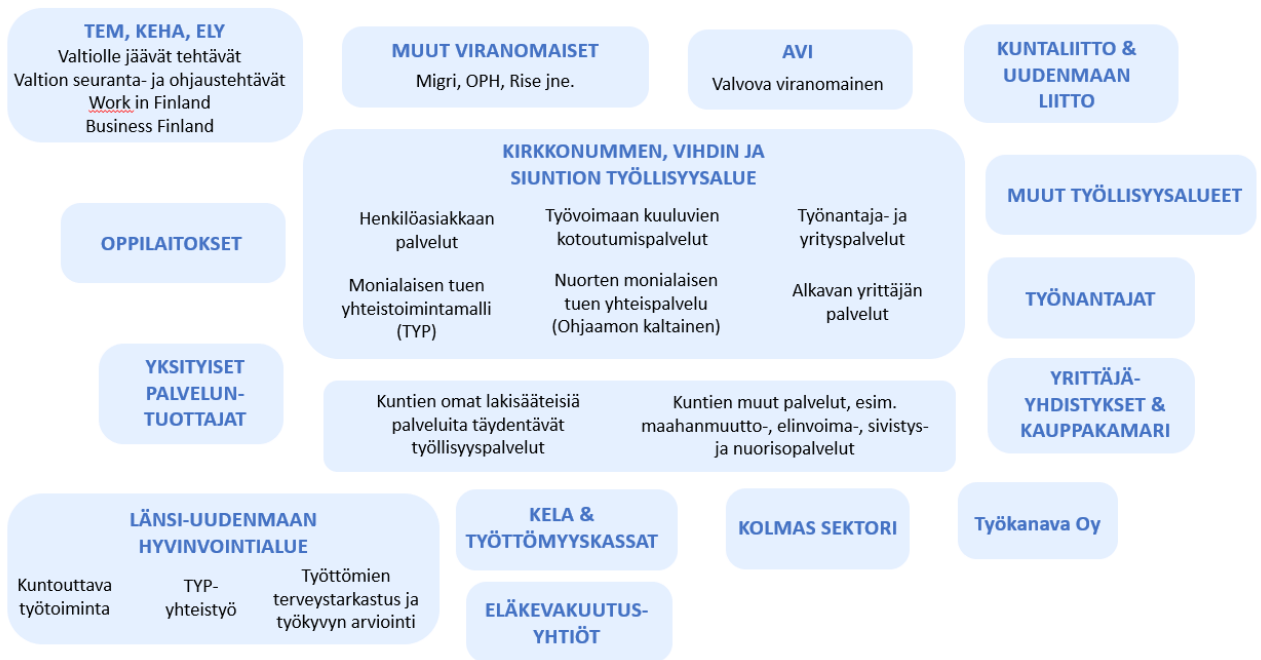 TEM, KEHA, ELY
Valtiolle jäävät tehtävät
Valtion seuranta- ja ohjaustehtävät
Work in Finland
Business Finland
MUUT VIRANOMAISET
Migri, OPH, Rise jne.
AVI
Valvova viranomainen
KUNTALIITTO &
UUDENMAAN
LIITTO
KIRKKONUMMEN, VIHDIN JA
SIUNTION TYÖLLISYYSALUE
Henkilöasiakkaan
palvelut
Työvoimaan kuuluvien
kotoutumispalvelut
Työnantaja- ja
yrityspalvelut
Monialaisen tuen
yhteistoimintamalli
(TYP)
Nuorten monialaisen
tuen yhteispalvelu
(Ohjaamon kaltainen)
Alkavan yrittäjän
palvelut
OPPILAITOKSET
MUUT TYÖLLISYYSALUEET
TYÖNANTAJAT
YKSITYISET
PALVELUN-
TUOTTAJAT
Kuntien omat lakisääteisiä
palveluita täydentävät
työllisyyspalvelut
Kuntien muut palvelut, esim.
maahanmuutto-, elinvoima-, sivistys-
ja nuorisopalvelut
YRITTÄJÄ-
YHDISTYKSET &
KAUPPAKAMARI
LÄNSI-UUDENMAAN
HYVINVOINTIALUE
Kuntouttava
työtoiminta
TYP-
yhteistyö
Työttömien
terveystarkastus ja
työkyvyn arviointi
KELA &
TYÖTTÖMYYSKASSAT
KOLMAS SEKTORI
Työkanava Oy
ELÄKEVAKUUTUS-
YHTIÖT